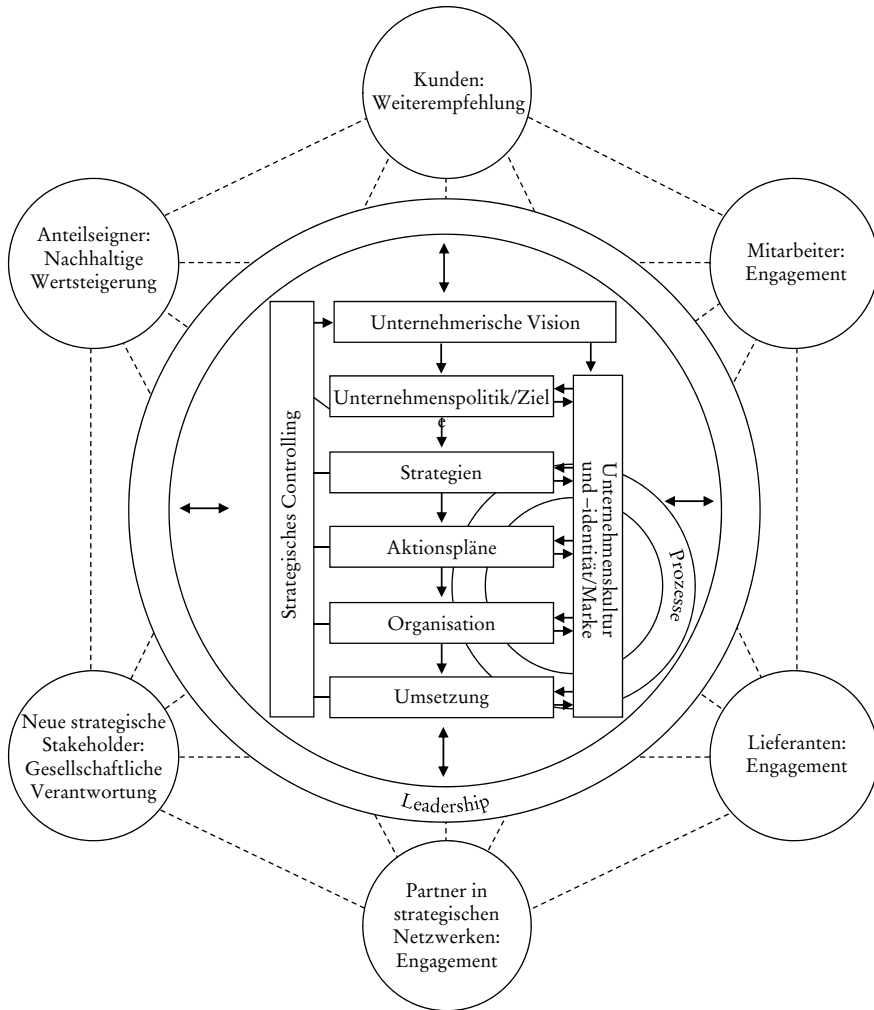 Kunden:
Weiterempfehlung
Anteilseigner:
Nachhaltige
Wertsteigerung
Mitarbeiter:
Engagement
Unternehmerische Vision
Unternehmenspolitik/Ziel
e
Strategien
Aktionspläne
Organisation
Umsetzung
Strategisches Controlling
Unternehmenskultur
und –identität/Marke
Prozesse
Leadership
Neue strategische
Stakeholder:
Gesellschaftliche
Verantwortung
Lieferanten:
Engagement
Partner in
strategischen
Netzwerken:
Engagement